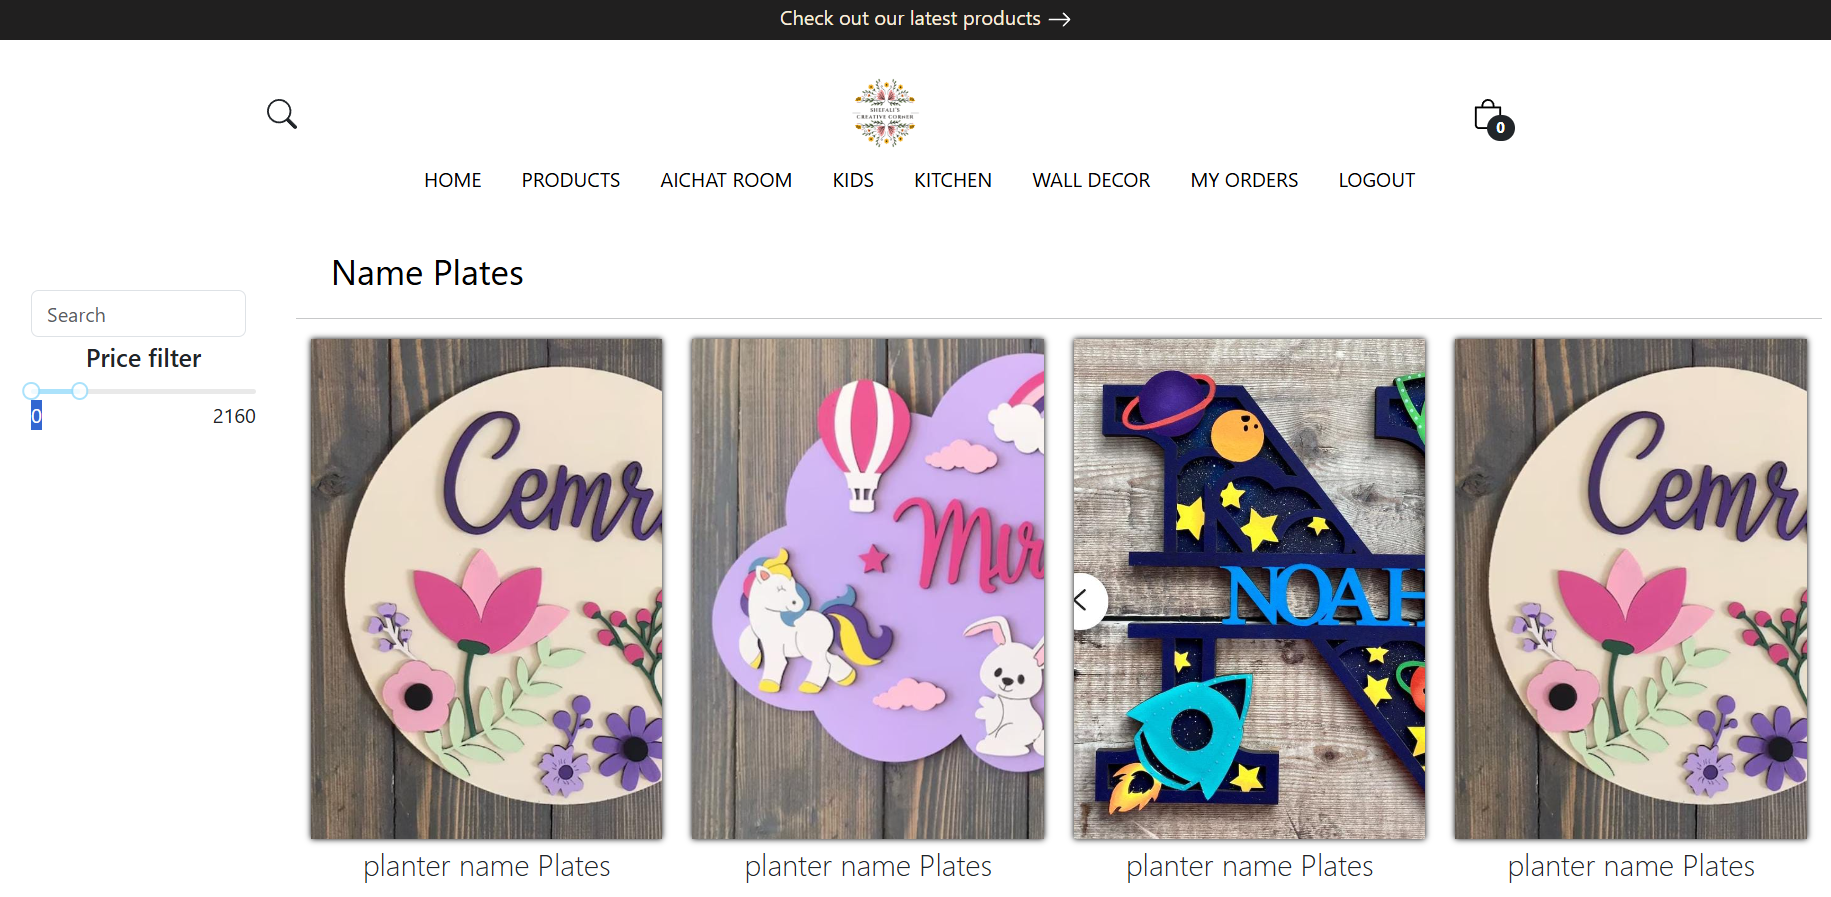 Check out our latest products →
SHEFALI'S
CREATIVE CORNER
0
HOME PRODUCTS AICHAT ROOM KIDS KITCHEN WALL DECOR MY ORDERS LOGOUT
Name Plates
Search
Price filter
0 2160
Cemr
Mir
NOAH
Cemr
planter name Plates
planter name Plates
planter name Plates
planter name Plates